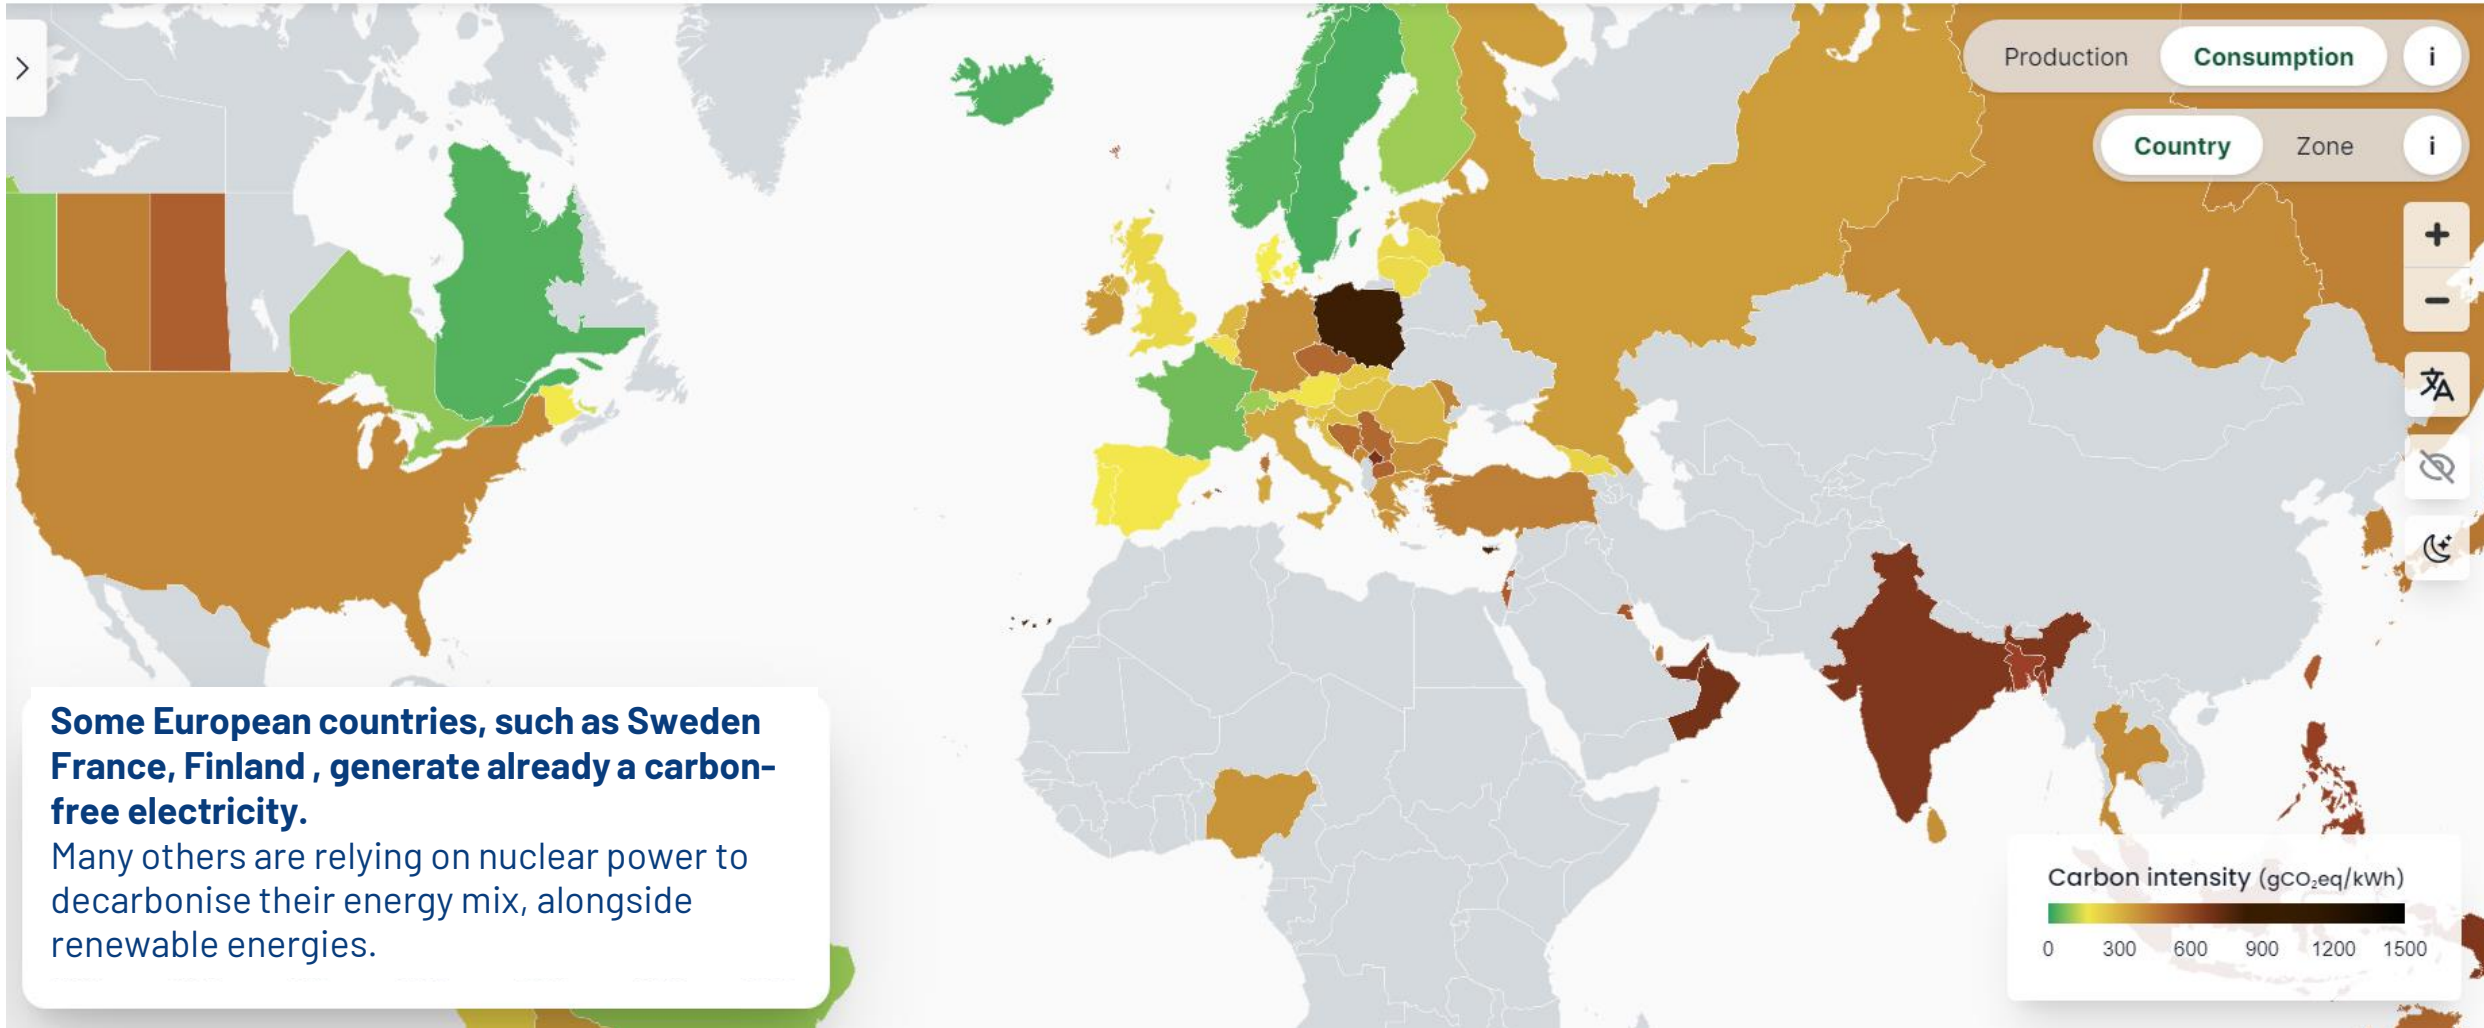 Production
Consumption
i
Country
Zone
i
Some European countries, such as Sweden
France, Finland , generate already a carbon-
free electricity.
Many others are relying on nuclear power to
decarbonise their energy mix, alongside
renewable energies.
Carbon intensity (gCO₂eq/kWh)
0 300 600 900 1200 1500